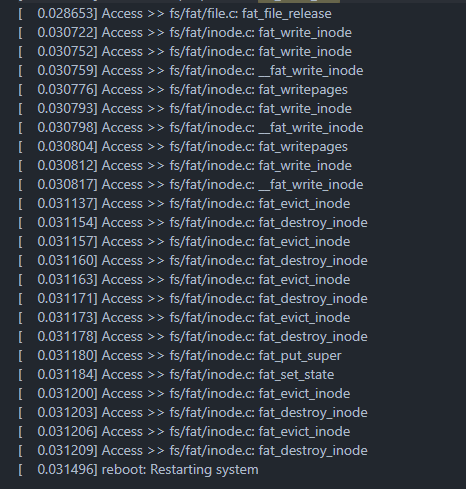 [    0.028653] Access >> fs/fat/file.c: fat_file_release
[    0.030722] Access >> fs/fat/inode.c: fat_write_inode
[    0.030752] Access >> fs/fat/inode.c: fat_write_inode
[    0.030759] Access >> fs/fat/inode.c: __fat_write_inode
[    0.030776] Access >> fs/fat/inode.c: fat_writepages
[    0.030793] Access >> fs/fat/inode.c: fat_write_inode
[    0.030798] Access >> fs/fat/inode.c: __fat_write_inode
[    0.030804] Access >> fs/fat/inode.c: fat_writepages
[    0.030812] Access >> fs/fat/inode.c: fat_write_inode
[    0.030817] Access >> fs/fat/inode.c: __fat_write_inode
[    0.031137] Access >> fs/fat/inode.c: fat_evict_inode
[    0.031154] Access >> fs/fat/inode.c: fat_destroy_inode
[    0.031157] Access >> fs/fat/inode.c: fat_evict_inode
[    0.031160] Access >> fs/fat/inode.c: fat_destroy_inode
[    0.031163] Access >> fs/fat/inode.c: fat_evict_inode
[    0.031171] Access >> fs/fat/inode.c: fat_destroy_inode
[    0.031173] Access >> fs/fat/inode.c: fat_evict_inode
[    0.031178] Access >> fs/fat/inode.c: fat_destroy_inode
[    0.031180] Access >> fs/fat/inode.c: fat_put_super
[    0.031184] Access >> fs/fat/inode.c: fat_set_state
[    0.031200] Access >> fs/fat/inode.c: fat_evict_inode
[    0.031203] Access >> fs/fat/inode.c: fat_destroy_inode
[    0.031206] Access >> fs/fat/inode.c: fat_evict_inode
[    0.031209] Access >> fs/fat/inode.c: fat_destroy_inode
[    0.031496] reboot: Restarting system